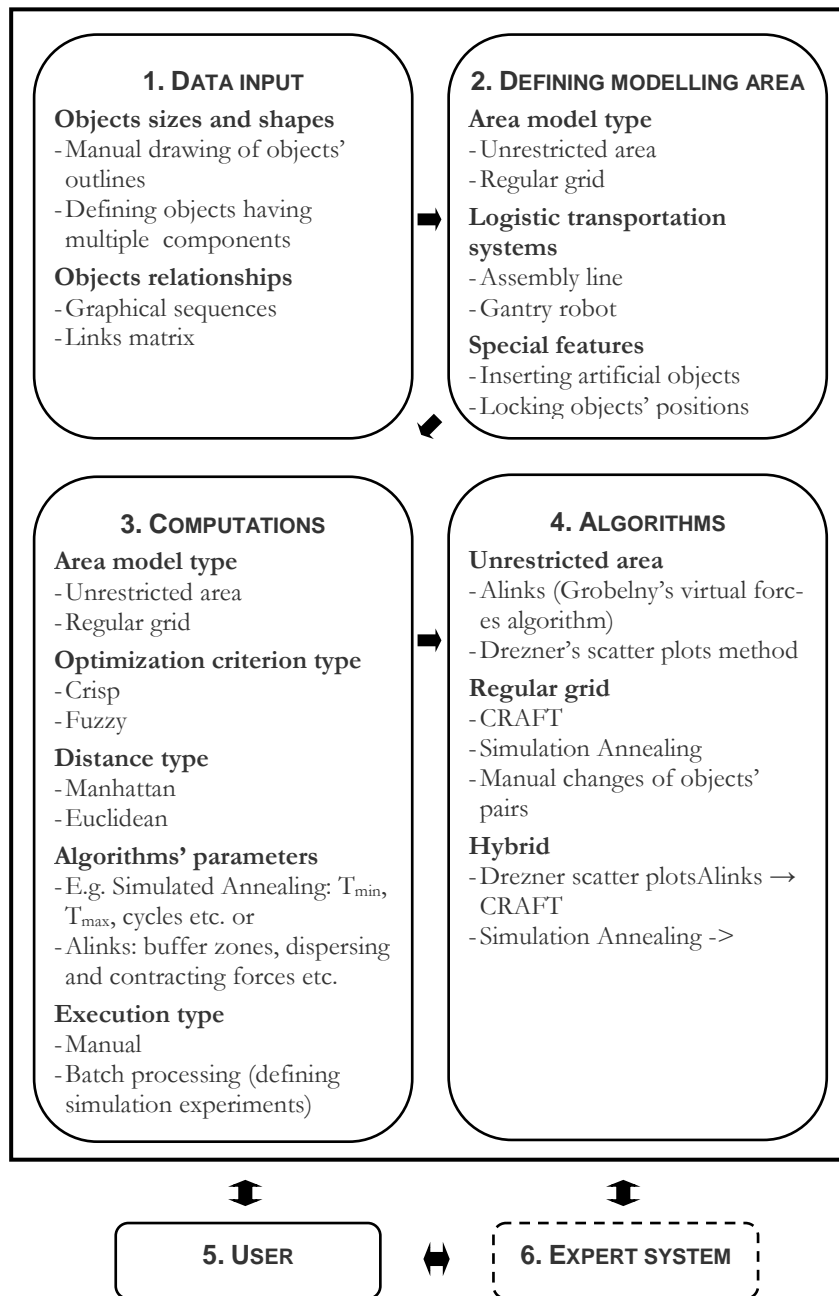 1. DATA INPUT
Objects sizes and shapes
- Manual drawing of objects’
outlines
- Defining objects having
multiple components
Objects relationships
- Graphical sequences
- Links matrix
2. DEFINING MODELLING AREA
Area model type
- Unrestricted area
- Regular grid
Logistic transportation
systems
- Assembly line
- Gantry robot
Special features
- Inserting artificial objects
- Locking objects’ positions
3. COMPUTATIONS
Area model type
- Unrestricted area
- Regular grid
Optimization criterion type
- Crisp
- Fuzzy
Distance type
- Manhattan
- Euclidean
Algorithms’ parameters
- E.g. Simulated Annealing: Tmin,
Tmax, cycles etc. or
- Alinks: buffer zones, dispersing
and contracting forces etc.
Execution type
- Manual
- Batch processing (defining
simulation experiments)
4. ALGORITHMS
Unrestricted area
- Alinks (Grobelny’s virtual forc-
es algorithm)
- Drezner’s scatter plots method
Regular grid
- CRAFT
- Simulation Annealing
- Manual changes of objects’
pairs
Hybrid
- Drezner scatter plotsAlinks →
CRAFT
- Simulation Annealing ->
5. USER
6. EXPERT SYSTEM